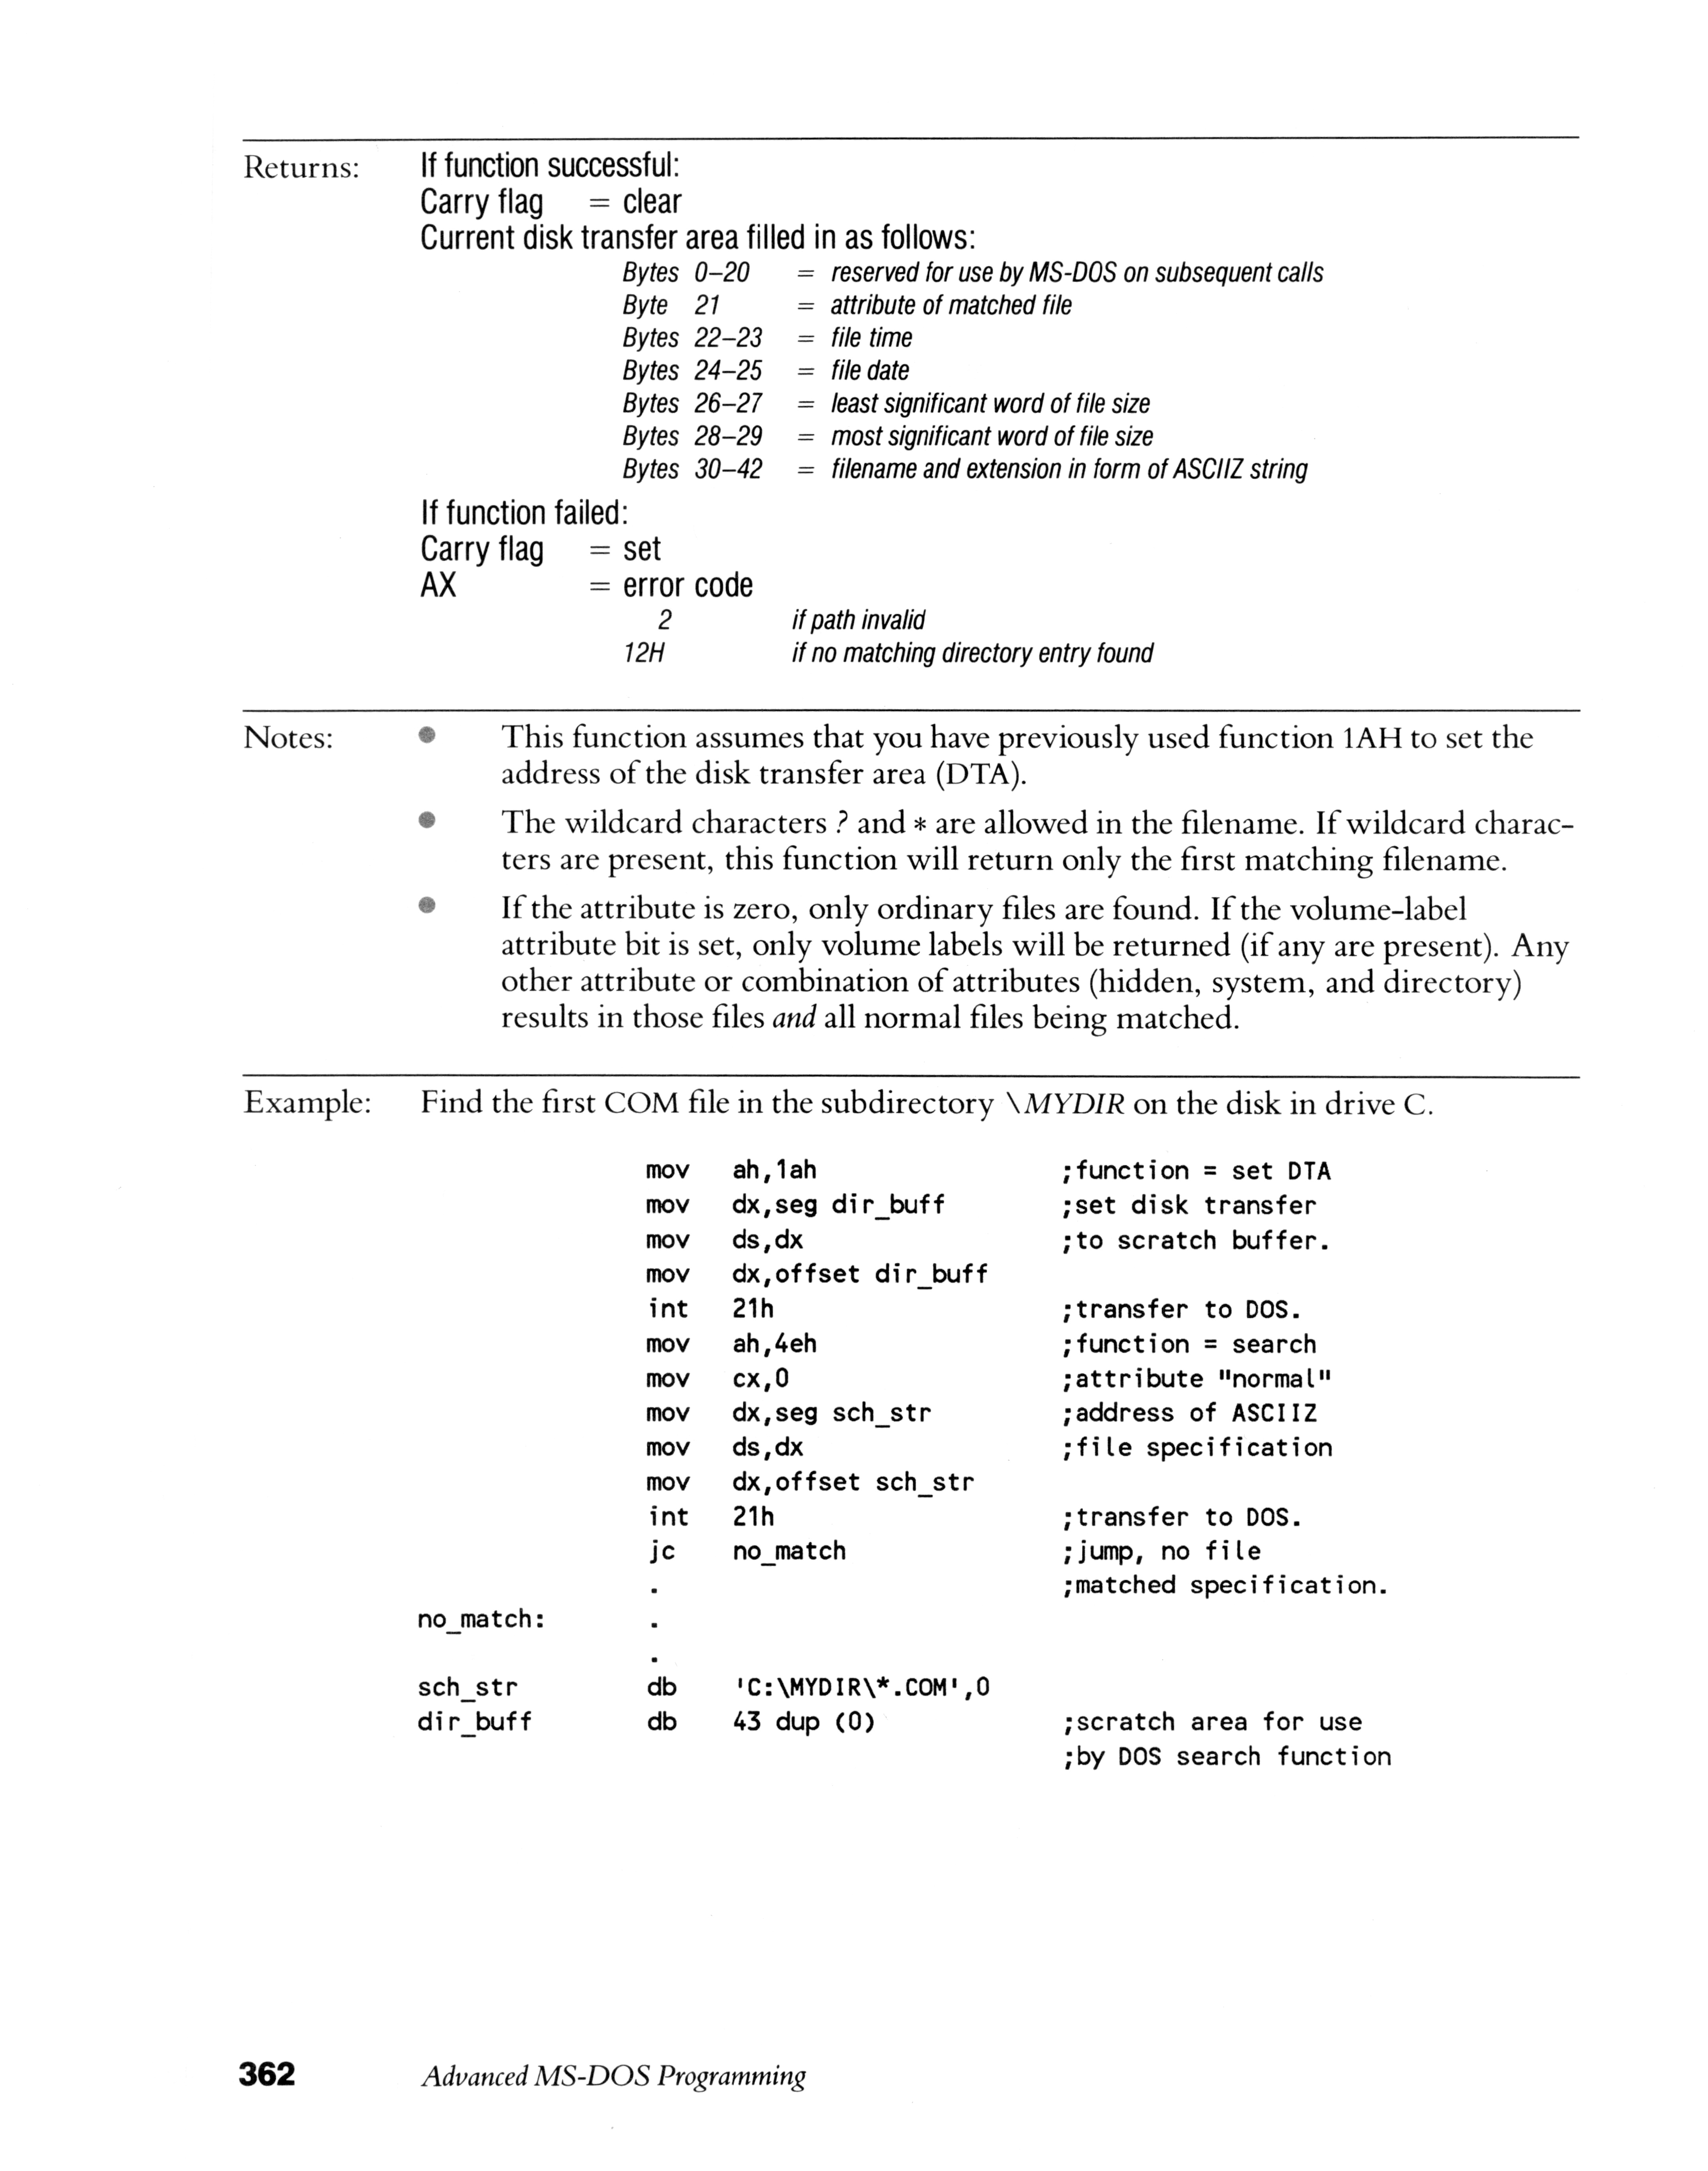 Returns: If function successful:
Carry flag = clear
Current disk transfer area filled in as follows:
Bytes 0–20 = reserved for use by MS-DOS on subsequent calls
Byte 21 = attribute of matched file
Bytes 22–23 = file time
Bytes 24–25 = file date
Bytes 26–27 = least significant word of file size
Bytes 28–29 = most significant word of file size
Bytes 30–42 = filename and extension in form of ASCIIZ string
If function failed:
Carry flag = set
AX = error code
2 if path invalid
12H if no matching directory entry found
Notes: • This function assumes that you have previously used function 1AH to set the
address of the disk transfer area (DTA).
• The wildcard characters ? and * are allowed in the filename. If wildcard charac-
ters are present, this function will return only the first matching filename.
• If the attribute is zero, only ordinary files are found. If the volume-label
attribute bit is set, only volume labels will be returned (if any are present). Any
other attribute or combination of attributes (hidden, system, and directory)
results in those files and all normal files being matched.
Example: Find the first COM file in the subdirectory \MYDIR on the disk in drive C.
mov ah,1ah ;function = set DTA
mov dx,seg dir_buff ;set disk transfer
mov ds,dx ;to scratch buffer.
mov dx,offset dir_buff
int 21h ;transfer to DOS.
mov ah,4eh ;function = search
mov cx,0 ;attribute "normal"
mov dx,seg sch_str ;address of ASCIIZ
mov ds,dx ;file specification
mov dx,offset sch_str
int 21h ;transfer to DOS.
jc no_match ;jump, no file
. ;matched specification.
no_match: .
.
sch_str db 'C:\MYDIR\*.COM',0
dir_buff db 43 dup (0) ;scratch area for use
;by DOS search function
362 Advanced MS-DOS Programming